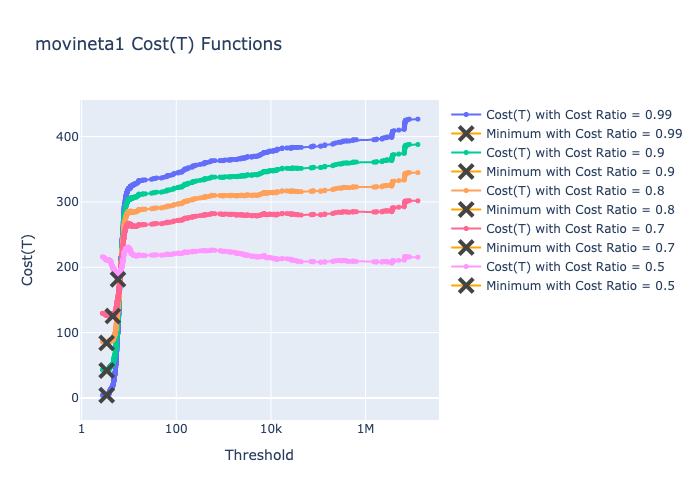 movineta1 Cost(T) Functions
Cost(T) with Cost Ratio = 0.99
Minimum with Cost Ratio = 0.99
Cost(T) with Cost Ratio = 0.9
Minimum with Cost Ratio = 0.9
Cost(T) with Cost Ratio = 0.8
Minimum with Cost Ratio = 0.8
Cost(T) with Cost Ratio = 0.7
Minimum with Cost Ratio = 0.7
Cost(T) with Cost Ratio = 0.5
Minimum with Cost Ratio = 0.5
Cost(T)
400
300
200
100
0
1
100
10k
1M
Threshold